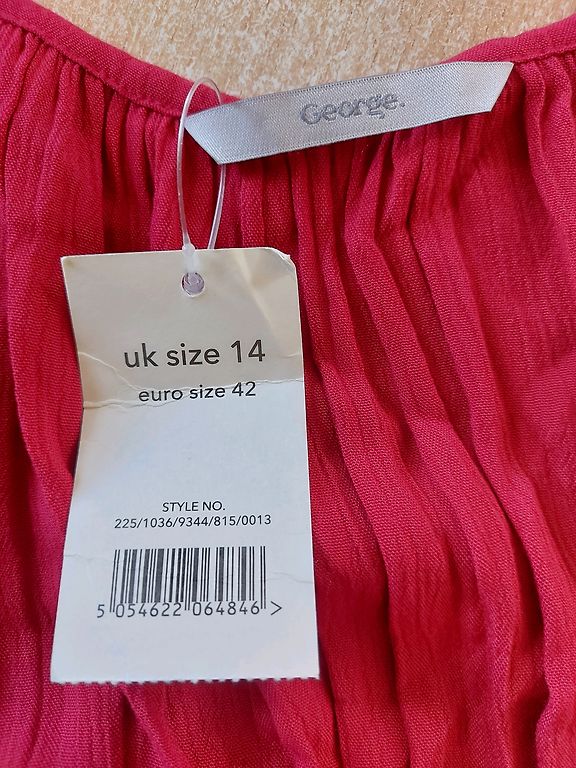 George.
uk size 14
euro size 42
STYLE NO.
225/1036/9344/815/0013
5 054622 064846 >